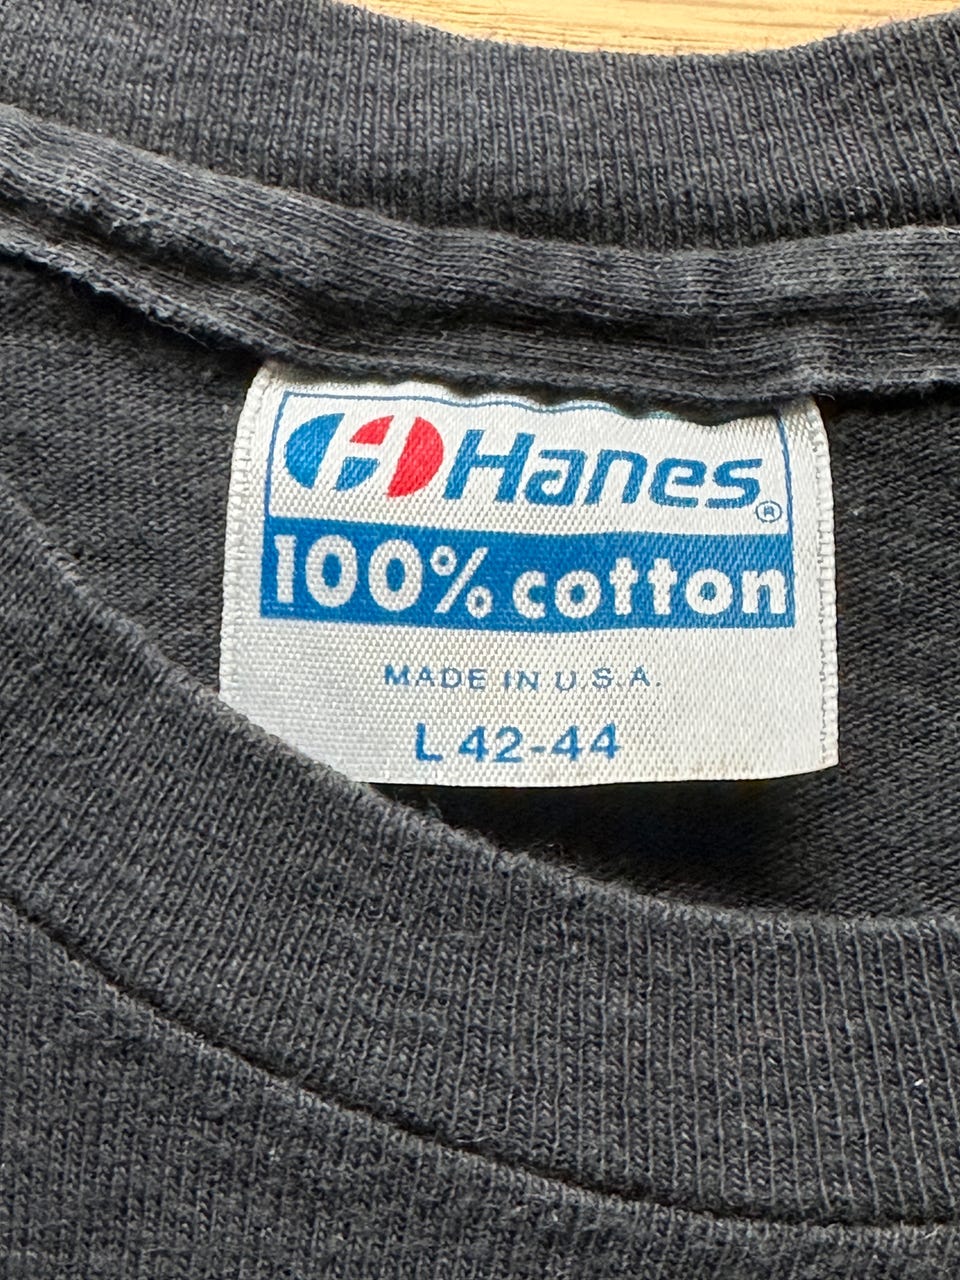 Hanes®
100% cotton
MADE IN U.S.A.
L 42-44